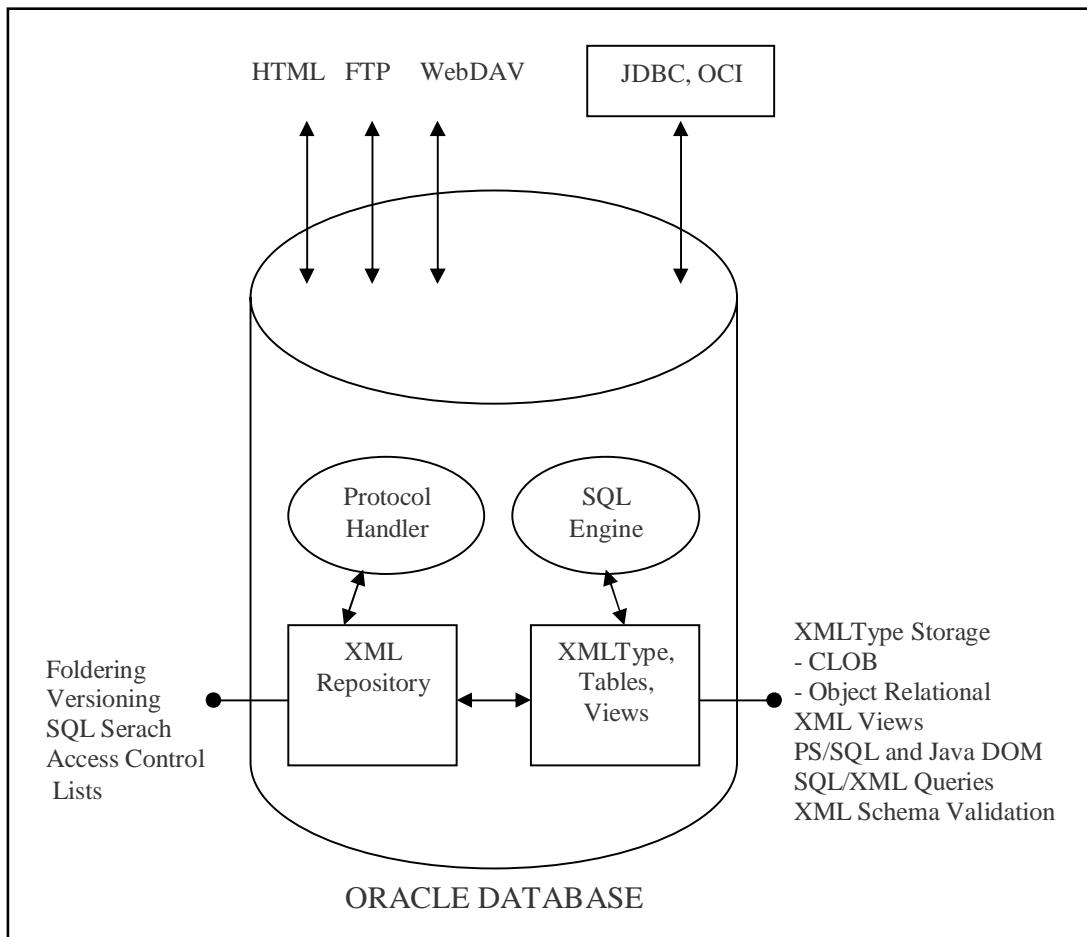 HTML FTP WebDAV
JDBC, OCI
Protocol
Handler
SQL
Engine
XML
Repository
XMLType,
Tables,
Views
Foldering
Versioning
SQL Serach
Access Control
Lists
XMLType Storage
- CLOB
- Object Relational
XML Views
PS/SQL and Java DOM
SQL/XML Queries
XML Schema Validation
ORACLE DATABASE